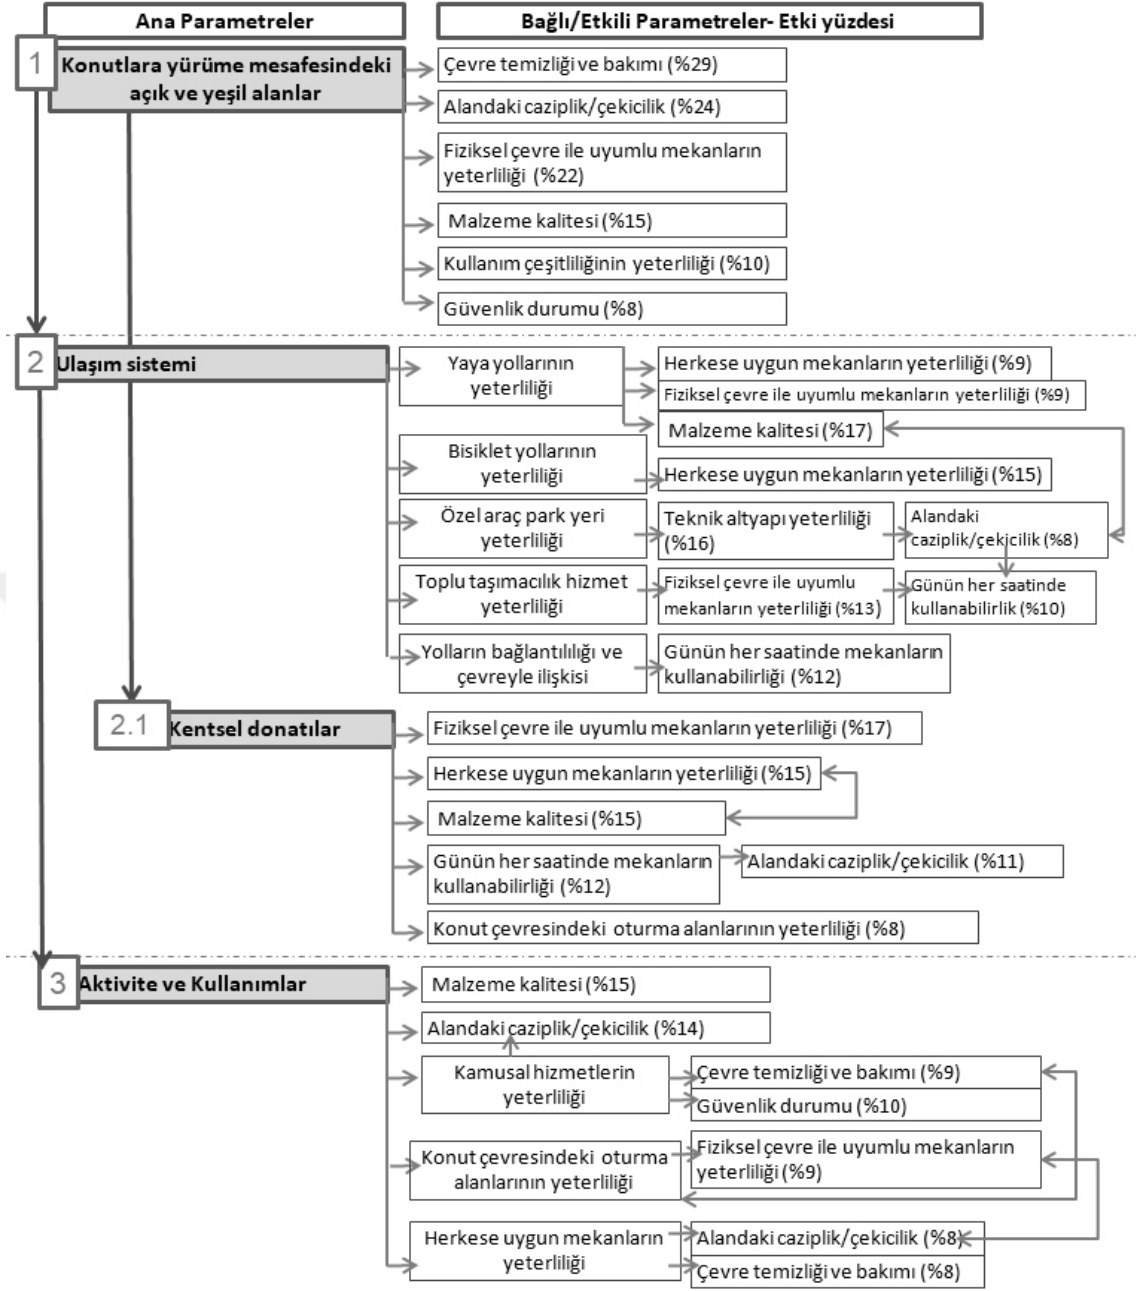 Ana Parametreler
Bağlı/Etkili Parametreler- Etki yüzdesi
1
Konutlara yürüme mesafesindeki
açık ve yeşil alanlar
Çevre temizliği ve bakımı (%29)
Alandaki caziplik/çekicilik (%24)
Fiziksel çevre ile uyumlu mekanların
yeterliliği (%22)
Malzeme kalitesi (%15)
Kullanım çeşitliliğinin yeterliliği (%10)
Güvenlik durumu (%8)
2
Ulaşım sistemi
Yaya yollarının
yeterliliği
Herkese uygun mekanların yeterliliği (%9)
Fiziksel çevre ile uyumlu mekanların yeterliliği (%9)
Malzeme kalitesi (%17)
Bisiklet yollarının
yeterliliği
Herkese uygun mekanların yeterliliği (%15)
Özel araç park yeri
yeterliliği
Teknik altyapı yeterliliği
(%16)
Alandaki
caziplik/çekicilik (%8)
Toplu taşımacılık hizmet
yeterliliği
Fiziksel çevre ile uyumlu
mekanların yeterliliği (%13)
Günün her saatinde
kullanabilirlik (%10)
Yolların bağlantılılığı ve
çevreyle ilişkisi
Günün her saatinde mekanların
kullanabilirliği (%12)
2.1
Kentsel donatılar
Fiziksel çevre ile uyumlu mekanların yeterliliği (%17)
Herkese uygun mekanların yeterliliği (%15)
Malzeme kalitesi (%15)
Günün her saatinde mekanların
kullanabilirliği (%12)
Alandaki caziplik/çekicilik (%11)
Konut çevresindeki oturma alanlarının yeterliliği (%8)
3
Aktivite ve Kullanımlar
Malzeme kalitesi (%15)
Alandaki caziplik/çekicilik (%14)
Kamusal hizmetlerin
yeterliliği
Çevre temizliği ve bakımı (%9)
Güvenlik durumu (%10)
Konut çevresindeki oturma
alanlarının yeterliliği
Fiziksel çevre ile uyumlu mekanların
yeterliliği (%9)
Herkese uygun mekanların
yeterliliği
Alandaki caziplik/çekicilik (%8)
Çevre temizliği ve bakımı (%8)